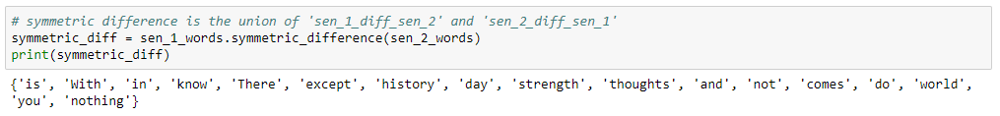 # symmetric difference is the union of 'sen_1_diff_sen_2' and 'sen_2_diff_sen_1'
symmetric_diff = sen_1_words.symmetric_difference(sen_2_words)
print(symmetric_diff)
{'is', 'With', 'in', 'know', 'There', 'except', 'history', 'day', 'strength', 'thoughts', 'and', 'not', 'comes', 'do', 'world',
'you', 'nothing'}